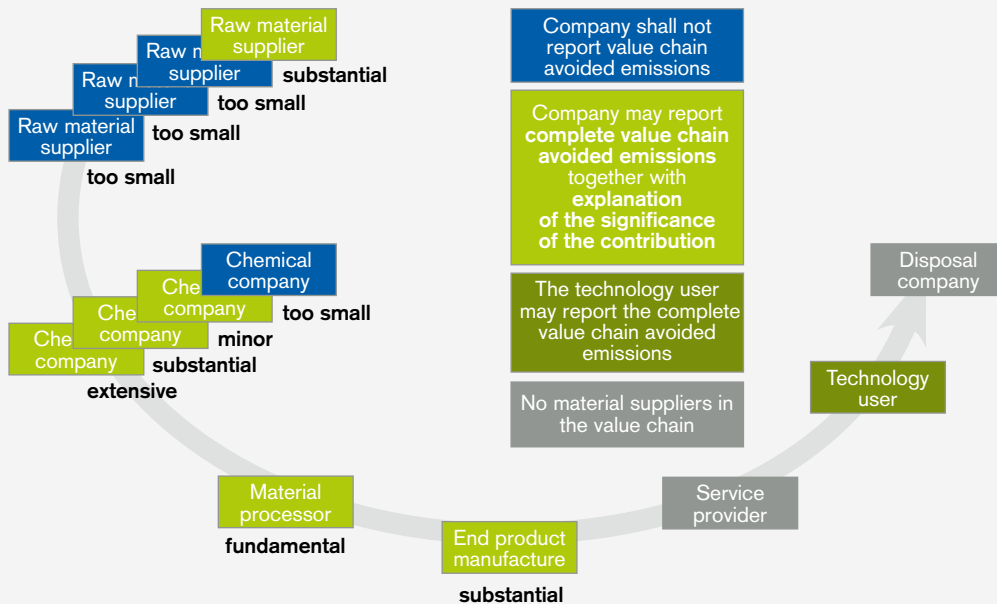 Raw material
supplier
substantial
Raw m
supplier
too small
Raw m
supplier
too small
Raw material
supplier
too small
Chemical
company
too small
Che
company
minor
Che
company
substantial
Che
company
extensive
Material
processor
fundamental
End product
manufacture
substantial
Service
provider
Technology
user
Disposal
company
Company shall not
report value chain
avoided emissions
Company may report
complete value chain
avoided emissions
together with
explanation
of the significance
of the contribution
The technology user
may report the complete
value chain avoided
emissions
No material suppliers in
the value chain